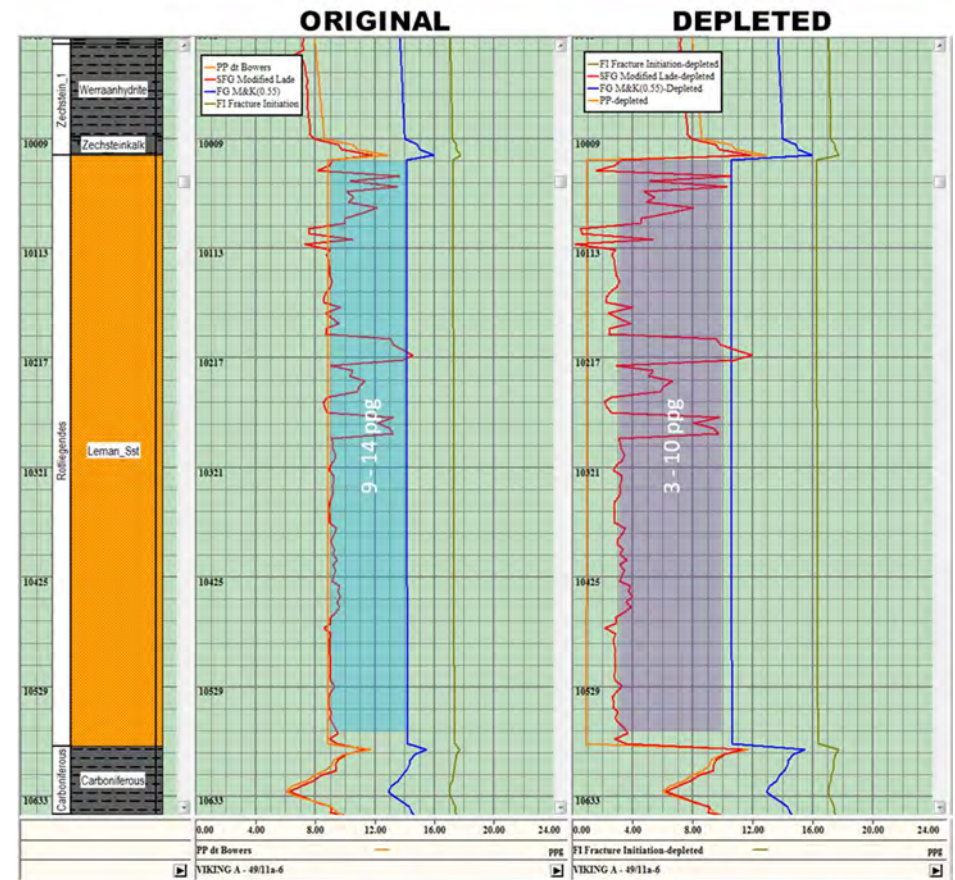 ORIGINAL
DEPLETED
Zechstein_1
Werraanhydrite
Zechsteinkalk
Rotliegendes
Leman_Sst
Carboniferous
Carboniferous
PP dt Bowers
SFG Modified Lade
FG M&K(0.55)
FI Fracture Initiation
10009
10113
10217
10321
10425
10529
10633
9 - 14 ppg
FI Fracture Initiation-depleted
SFG Modified Lade-depleted
FG M&K(0.55)-Depleted
PP-depleted
10009
10113
10217
10321
10425
10529
10633
3 - 10 ppg
0.00 4.00 8.00 12.00 16.00 20.00 24.00
0.00 4.00 8.00 12.00 16.00 20.00 24.00
PP dt Bowers PPG
FI Fracture Initiation-depleted PPG
VIKING A - 49/11a-6
VIKING A - 49/11a-6